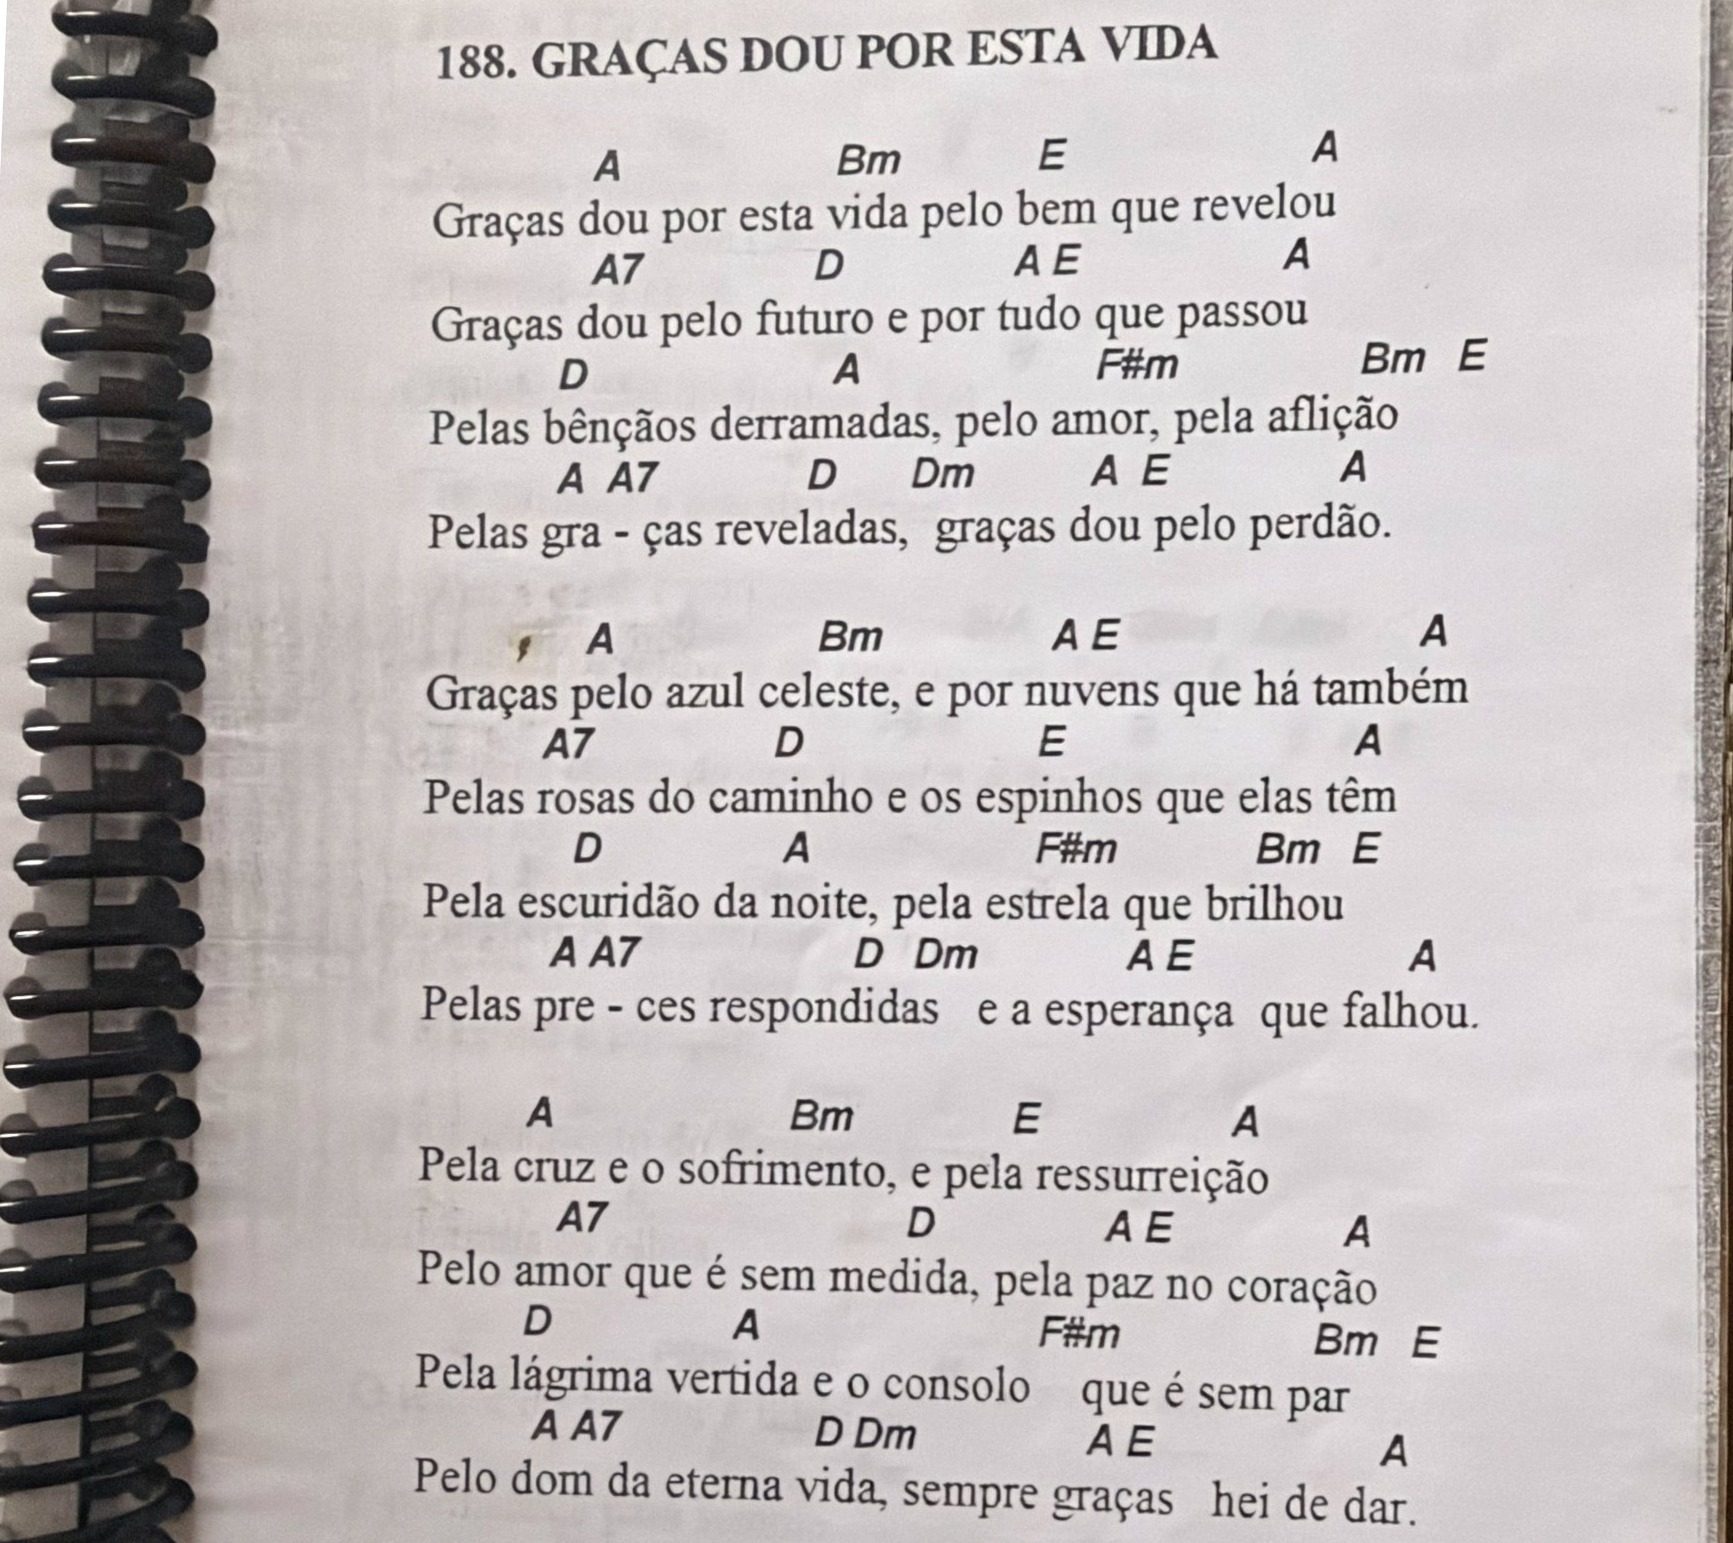 188. GRAÇAS DOU POR ESTA VIDA
A Bm E A
Graças dou por esta vida pelo bem que revelou
A7 D A E A
Graças dou pelo futuro e por tudo que passou
D A F#m Bm E
Pelas bênçãos derramadas, pelo amor, pela aflição
A A7 D Dm A E A
Pelas gra - ças reveladas, graças dou pelo perdão.
A Bm A E A
Graças pelo azul celeste, e por nuvens que há também
A7 D E A
Pelas rosas do caminho e os espinhos que elas têm
D A F#m Bm E
Pela escuridão da noite, pela estrela que brilhou
A A7 D Dm A E A
Pelas pre - ces respondidas e a esperança que falhou.
A Bm E A
Pela cruz e o sofrimento, e pela ressurreição
A7 D A E A
Pelo amor que é sem medida, pela paz no coração
D A F#m Bm E
Pela lágrima vertida e o consolo que é sem par
A A7 D Dm A E A
Pelo dom da eterna vida, sempre graças hei de dar.